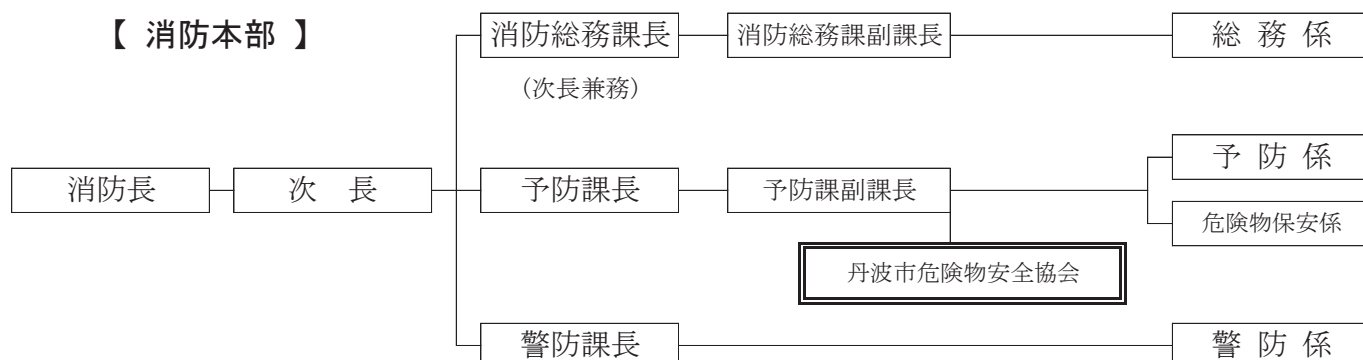 【 消防本部 】
消防総務課長
消防総務課副課長
総 務 係
(次長兼務)
予 防 係
消防長
次 長
予防課長
予防課副課長
危険物保安係
丹波市危険物安全協会
警防課長
警 防 係